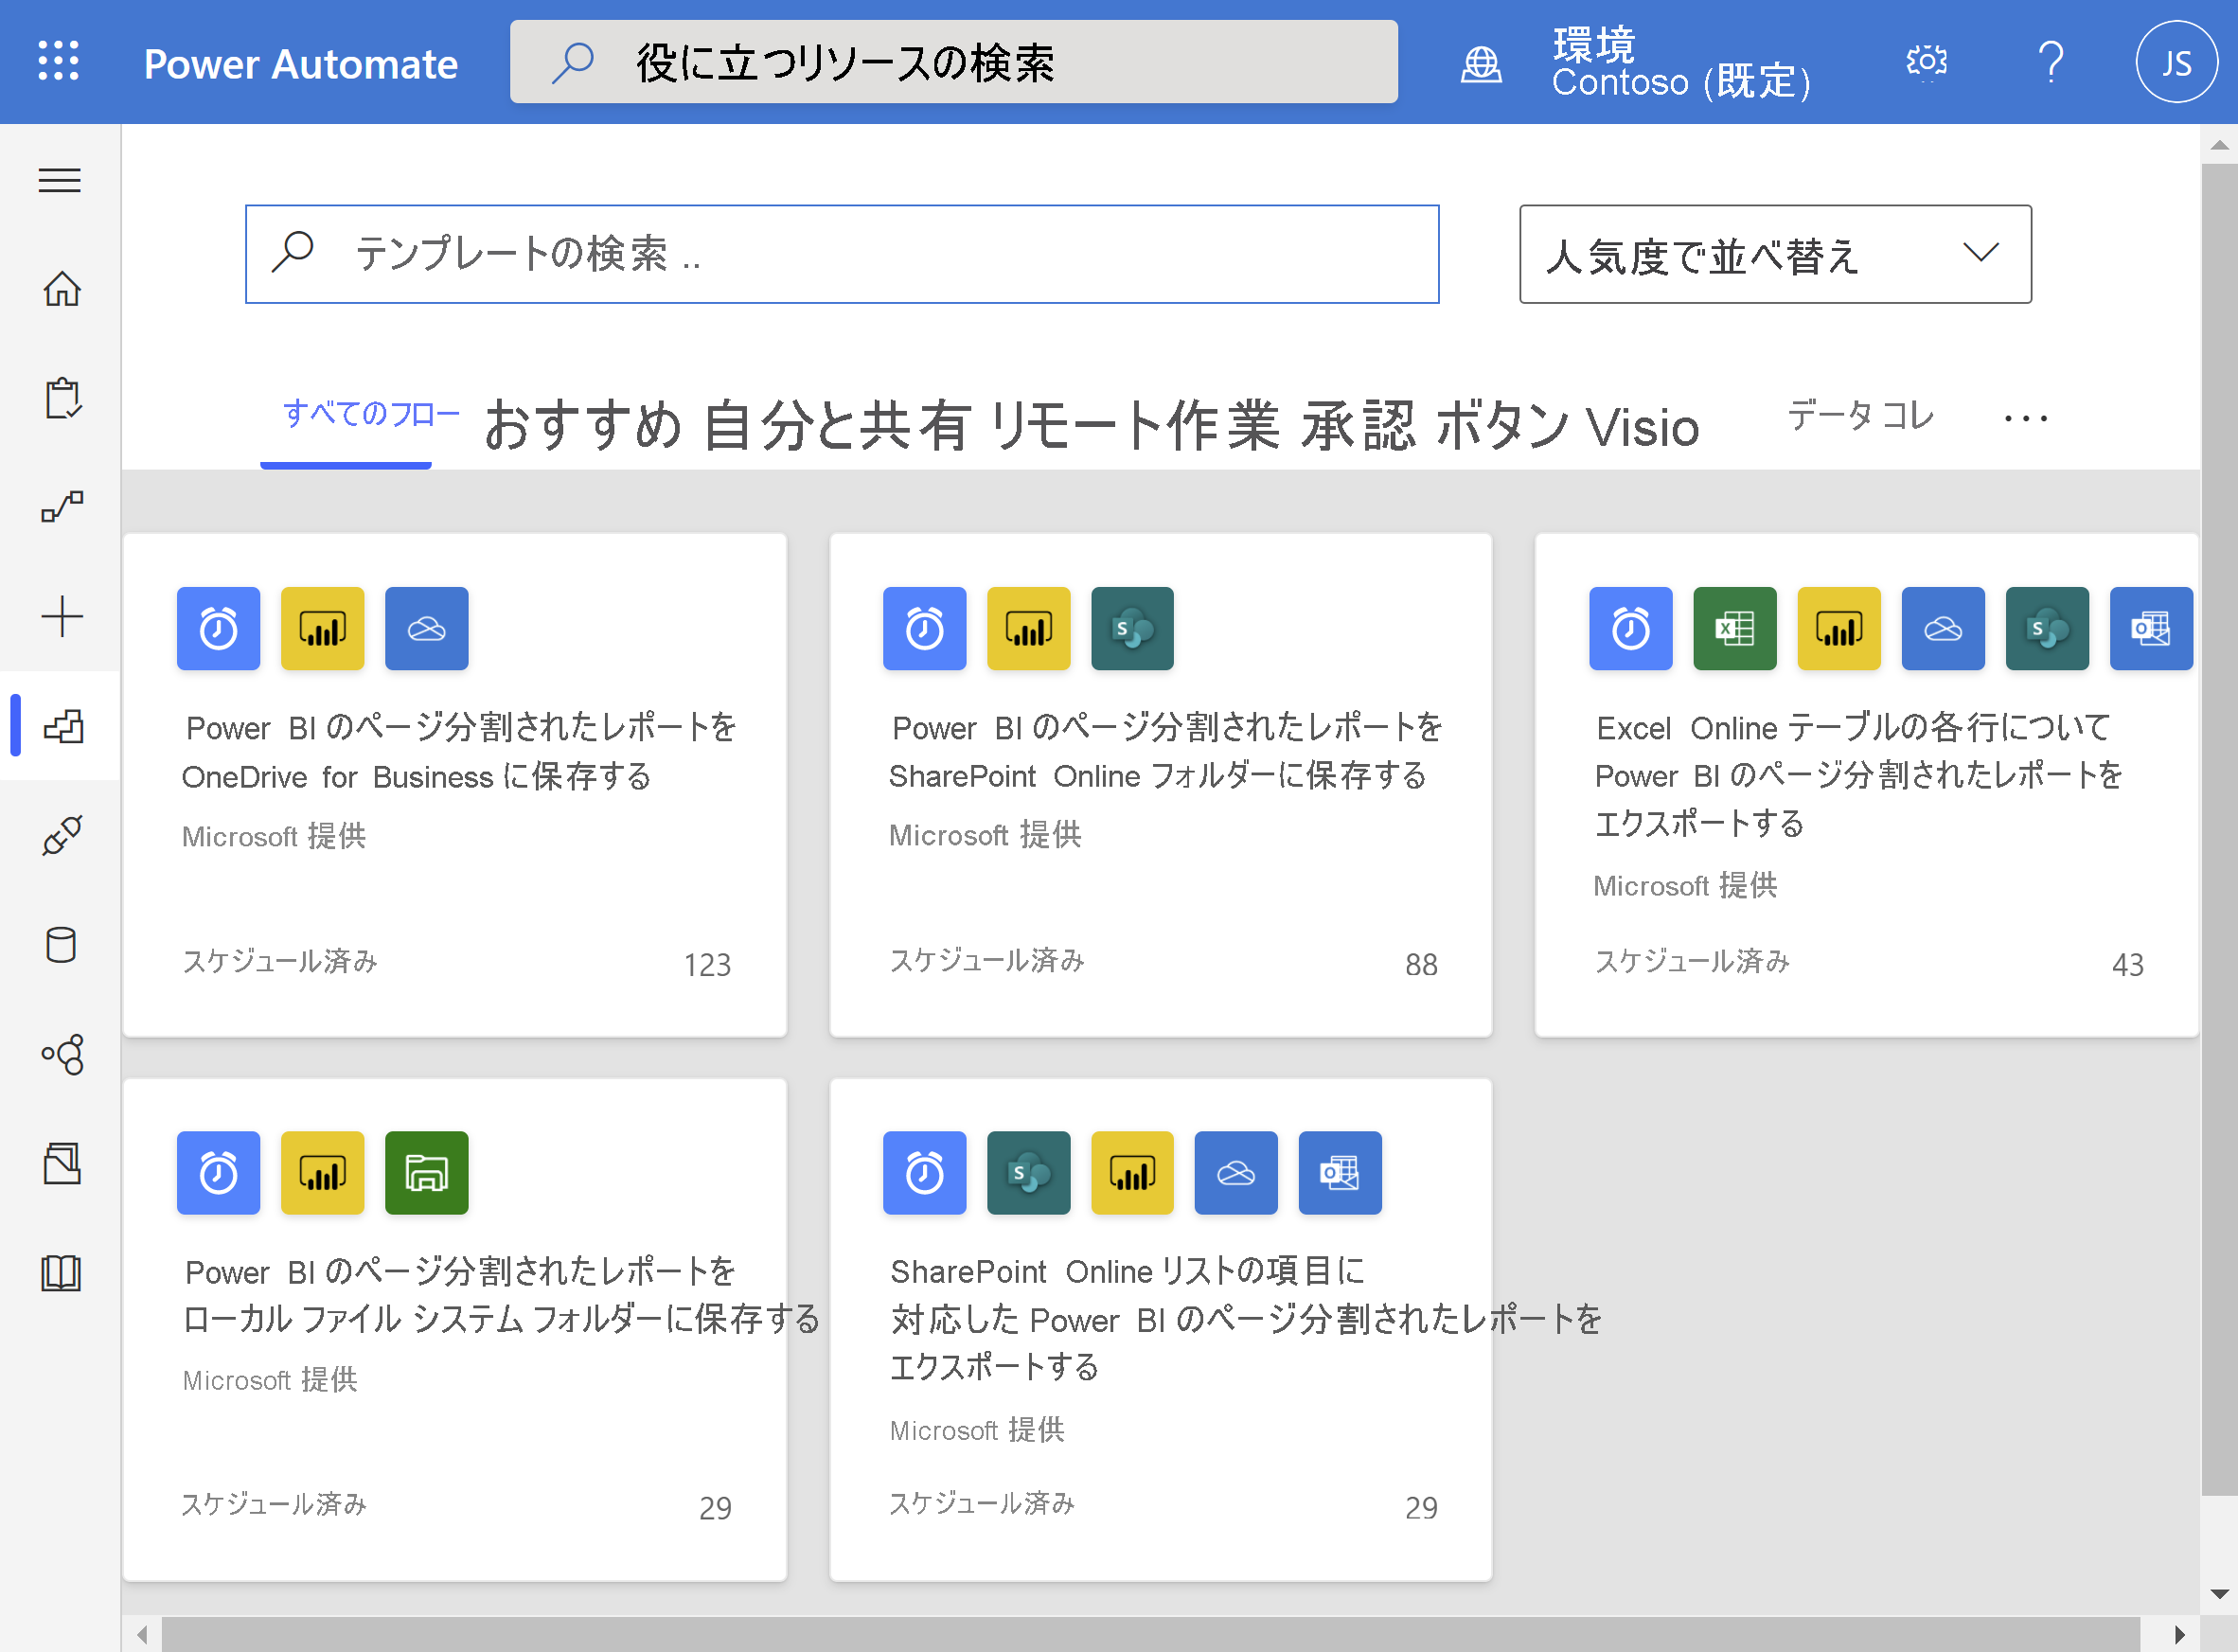 Power Automate
役に立つリソースの検索
環境
Contoso (既定)
JS
テンプレートの検索 ..
人気度で並べ替え
すべてのフロー おすすめ 自分と共有 リモート作業 承認 ボタン Visio データ コレ ...
Power BI のページ分割されたレポートを
OneDrive for Business に保存する
Microsoft 提供
スケジュール済み 123
Power BI のページ分割されたレポートを
SharePoint Online フォルダーに保存する
Microsoft 提供
スケジュール済み 88
Excel Online テーブルの各行について
Power BI のページ分割されたレポートを
エクスポートする
Microsoft 提供
スケジュール済み 43
Power BI のページ分割されたレポートを
ローカル ファイル システム フォルダーに保存する
Microsoft 提供
スケジュール済み 29
SharePoint Online リストの項目に
対応した Power BI のページ分割されたレポートを
エクスポートする
Microsoft 提供
スケジュール済み 29